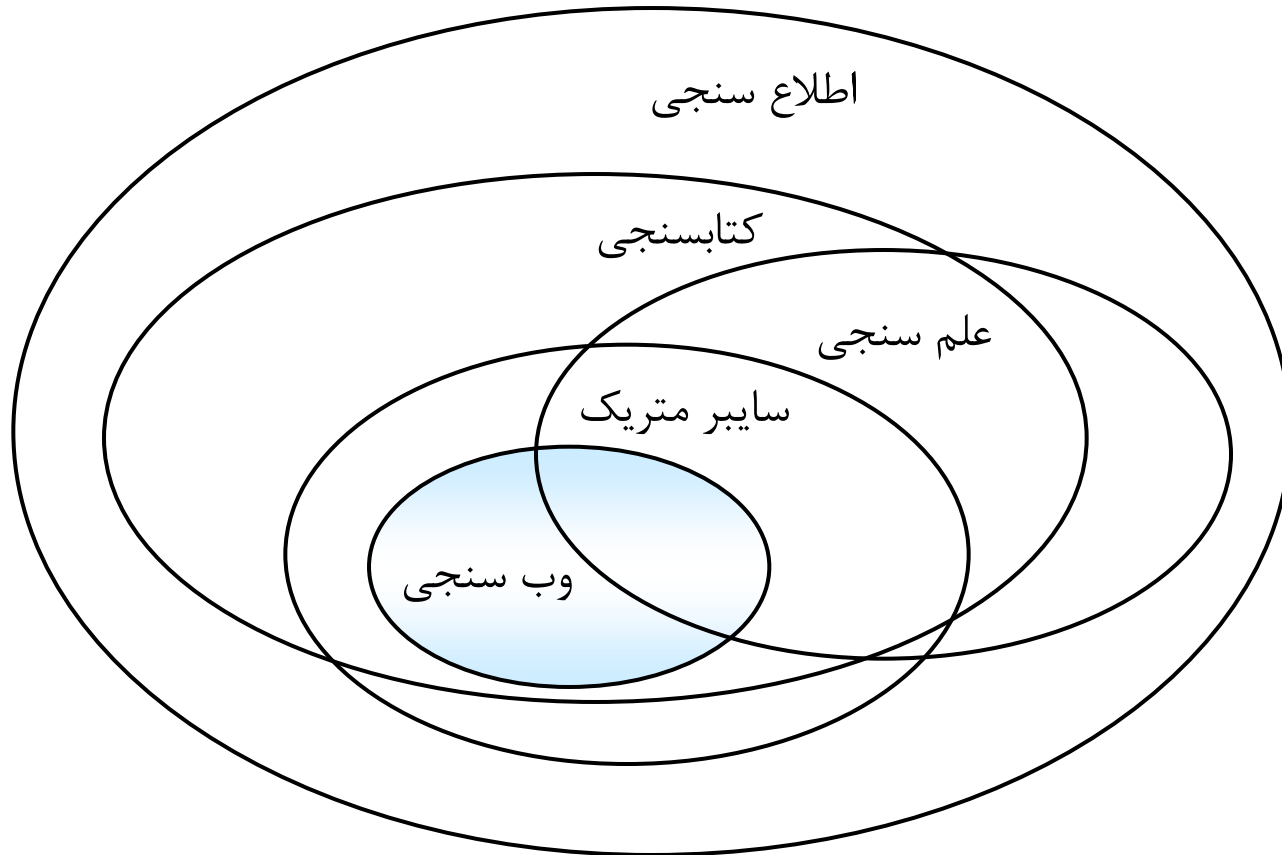 اطلاع سنجی
کتابسنجی
علم سنجی
سایبر متریک
وب سنجی